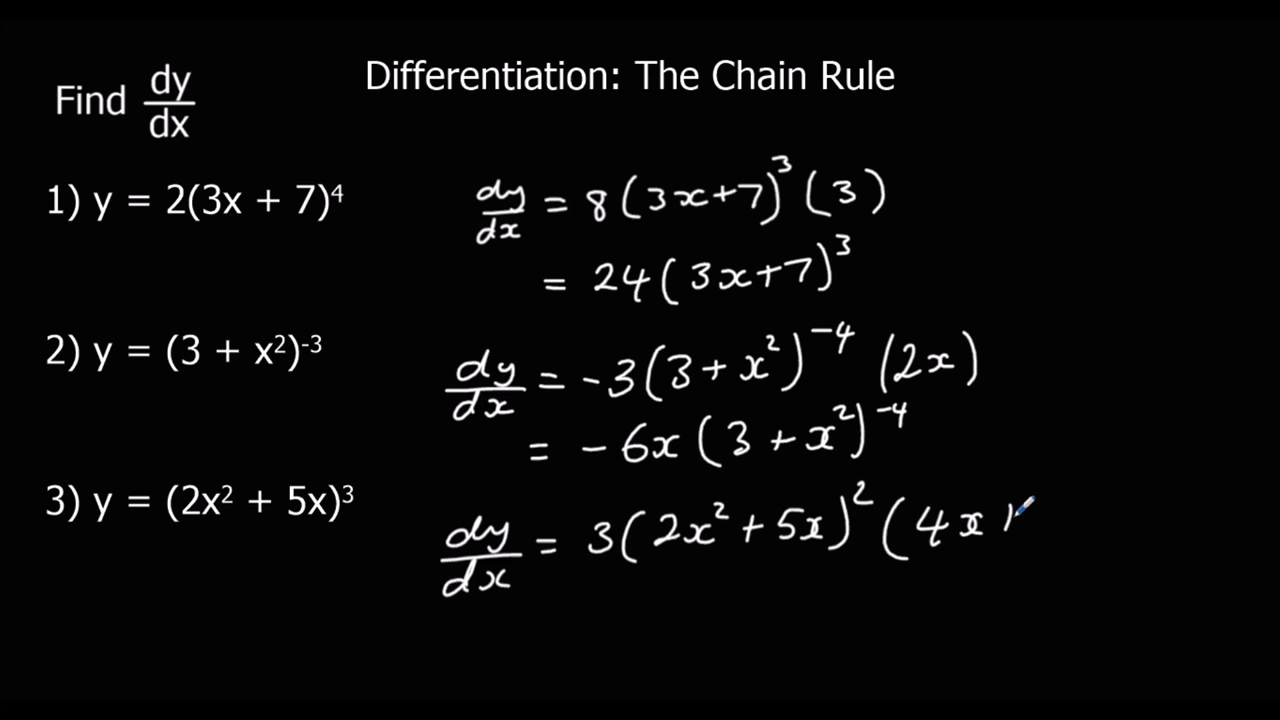 Differentiation: The Chain Rule
Find dy/dx
1) y = 2(3x + 7)⁴
dy/dx = 8(3x+7)³(3)
= 24(3x+7)³
2) y = (3 + x²)⁻³
dy/dx = -3(3+x²)⁻⁴(2x)
= -6x(3+x²)⁻⁴
3) y = (2x² + 5x)³
dy/dx = 3(2x²+5x)²(4x